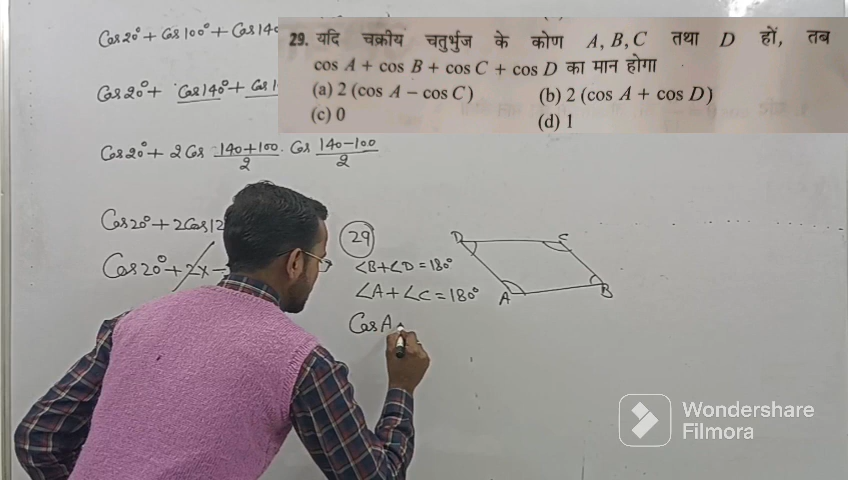 Cos20° + Cos100° + Cos140
29. यदि चक्रीय चतुर्भुज के कोण A, B, C तथा D हों, तब
cos A + cos B + cos C + cos D का मान होगा
(a) 2 (cos A − cos C)
(b) 2 (cos A + cos D)
(c) 0
(d) 1
Cos20° + Cos140° + Cos1
Cos20° + 2Cos 140+100/2 · Cos 140−100/2
Cos20° + 2Cos12
Cos20° + 2x −
29
∠B+∠D=180°
∠A+∠C=180°
CosA
D
C
A
B
Wondershare
Filmora